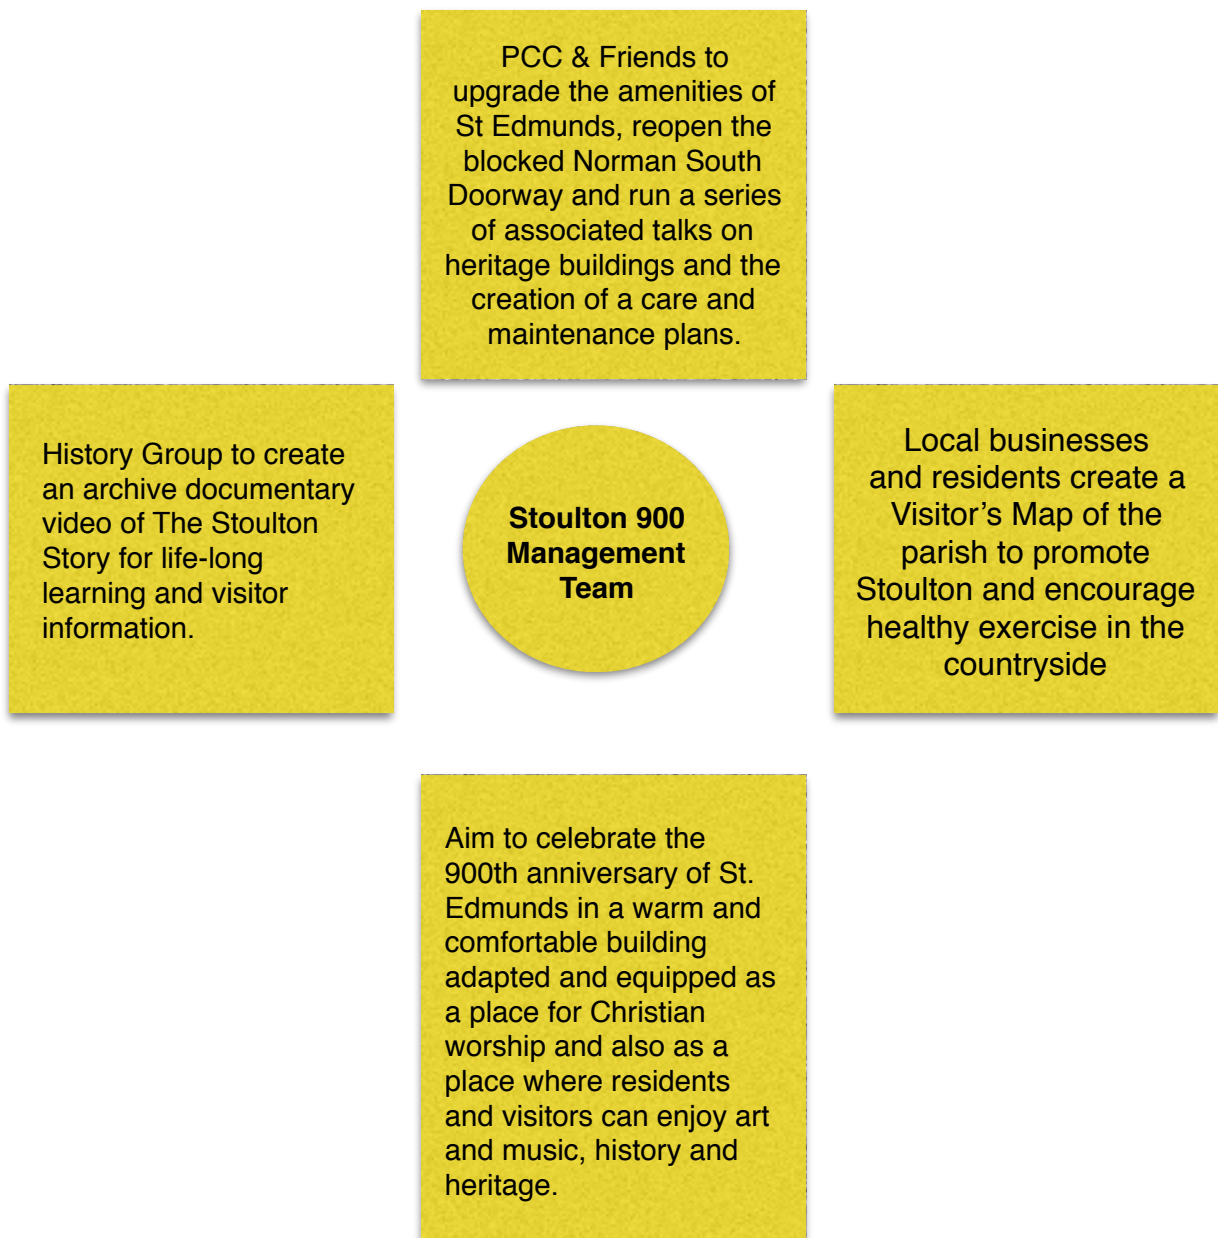 PCC & Friends to
upgrade the amenities of
St Edmunds, reopen the
blocked Norman South
Doorway and run a series
of associated talks on
heritage buildings and the
creation of a care and
maintenance plans.
History Group to create
an archive documentary
video of The Stoulton
Story for life-long
learning and visitor
information.
Stoulton 900
Management
Team
Local businesses
and residents create a
Visitor’s Map of the
parish to promote
Stoulton and encourage
healthy exercise in the
countryside
Aim to celebrate the
900th anniversary of St.
Edmunds in a warm and
comfortable building
adapted and equipped as
a place for Christian
worship and also as a
place where residents
and visitors can enjoy art
and music, history and
heritage.